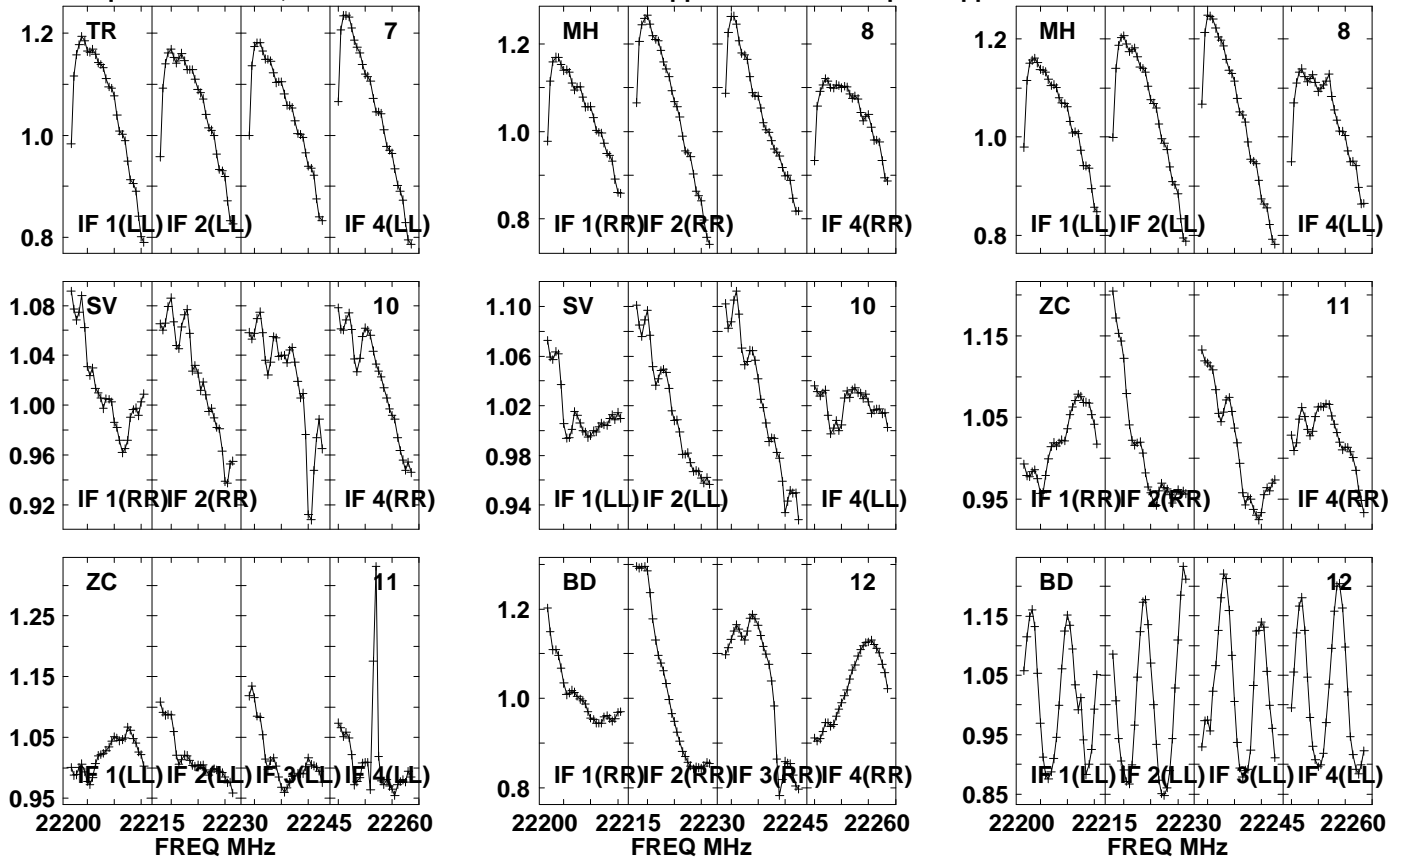 TR 7
1.2
1.0
0.8
IF 1(LL) IF 2(LL) IF 4(LL)
MH 8
1.2
1.0
0.8
IF 1(RR) IF 2(RR) IF 4(RR)
MH 8
1.2
1.0
0.8
IF 1(LL) IF 2(LL) IF 4(LL)
SV 10
1.08
1.04
1.00
0.96
0.92
IF 1(RR) IF 2(RR) IF 4(RR)
SV 10
1.10
1.06
1.02
0.98
0.94
IF 1(LL) IF 2(LL) IF 4(LL)
ZC 11
1.15
1.05
0.95
IF 1(RR) IF 2(RR) IF 4(RR)
ZC 11
1.25
1.15
1.05
0.95
IF 1(LL) IF 2(LL) IF 3(LL) IF 4(LL)
22200 22215 22230 22245 22260
FREQ MHz
BD 12
1.2
1.0
0.8
IF 1(RR) IF 2(RR) IF 3(RR) IF 4(RR)
22200 22215 22230 22245 22260
FREQ MHz
BD 12
1.15
1.05
0.95
0.85
IF 1(LL) IF 2(LL) IF 3(LL) IF 4(LL)
22200 22215 22230 22245 22260
FREQ MHz